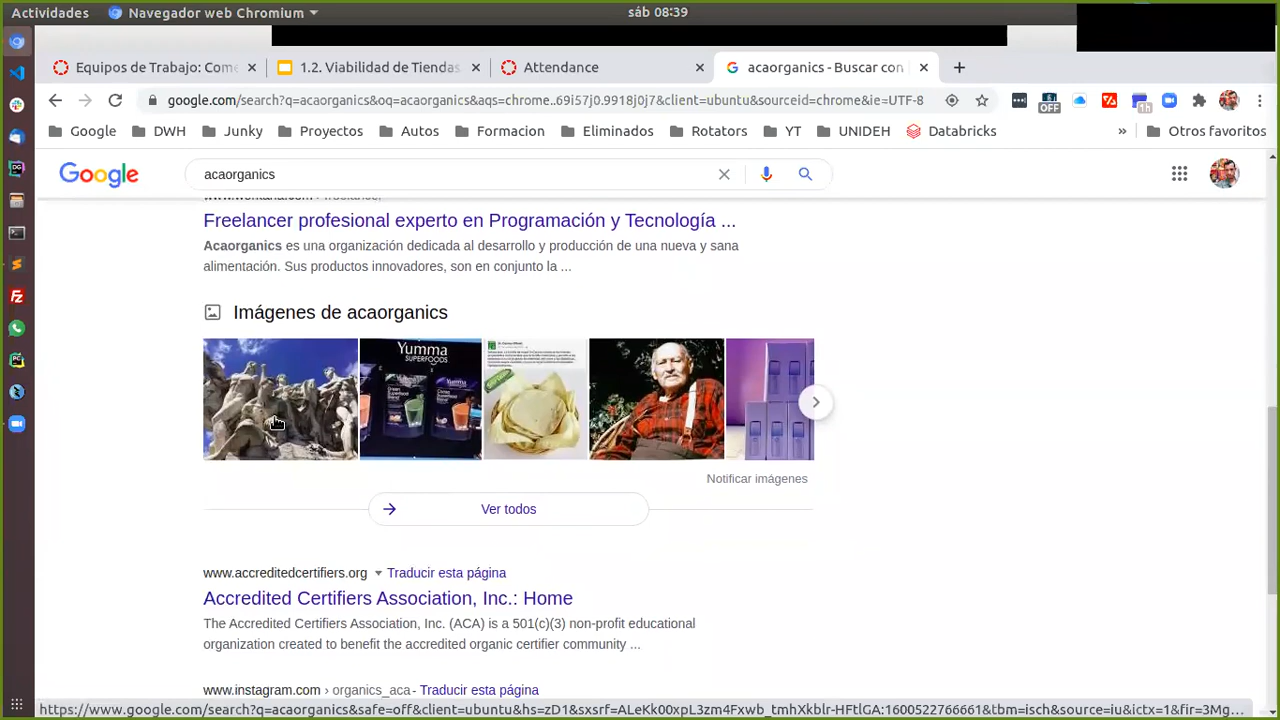 Actividades
Navegador web Chromium
sáb 08:39
Equipos de Trabajo: Come
1.2. Viabilidad de Tiendas
Attendance
acaorganics - Buscar con
google.com/search?q=acaorganics&oq=acaorganics&aqs=chrome..69i57j0.9918j0j7&client=ubuntu&sourceid=chrome&ie=UTF-8
OFF
1h
Google
DWH
Junky
Proyectos
Autos
Formacion
Eliminados
Rotators
YT
UNIDEH
Databricks
»
Otros favoritos
Google
acaorganics
Freelancer profesional experto en Programación y Tecnología ...
Acaorganics es una organización dedicada al desarrollo y producción de una nueva y sana
alimentación. Sus productos innovadores, son en conjunto la ...
Imágenes de acaorganics
Yumma
SUPERFOODS
Notificar imágenes
Ver todos
www.accreditedcertifiers.org
Traducir esta página
Accredited Certifiers Association, Inc.: Home
The Accredited Certifiers Association, Inc. (ACA) is a 501(c)(3) non-profit educational
organization created to benefit the accredited organic certifier community ...
www.instagram.com › organics_aca
Traducir esta página
https://www.google.com/search?q=acaorganics&safe=off&client=ubuntu&hs=zD1&sxsrf=ALeKk00xpL3zm4Fxwb_tmhXkblr-HFtlGA:1600522766661&tbm=isch&source=iu&ictx=1&fir=3Mg...